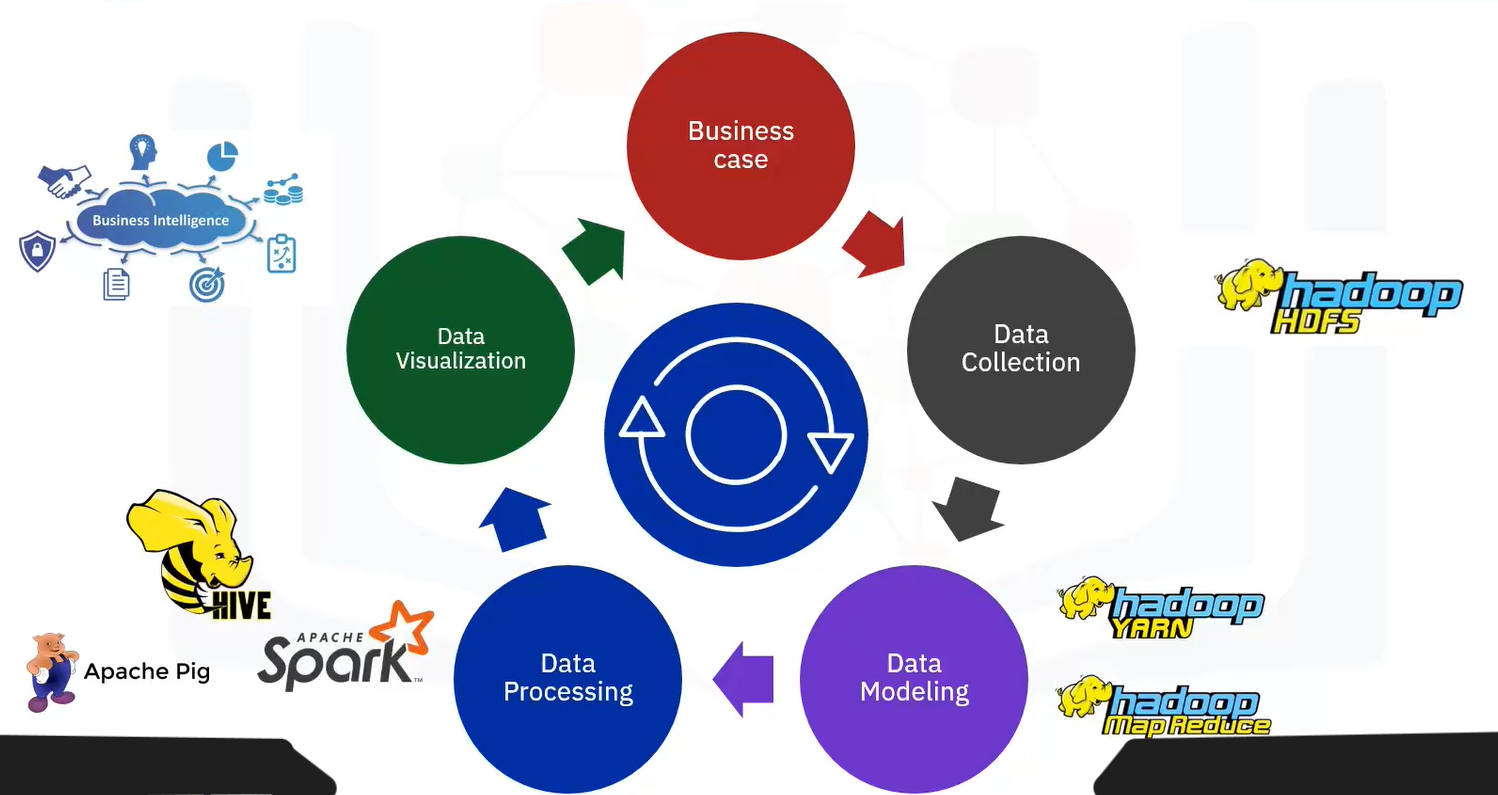 Business
case
Business Intelligence
Data
Visualization
Data
Collection
hadoop
HDFS
HIVE
Apache Pig
APACHE
Spark™
Data
Processing
Data
Modeling
hadoop
YARN
hadoop
Map Reduce